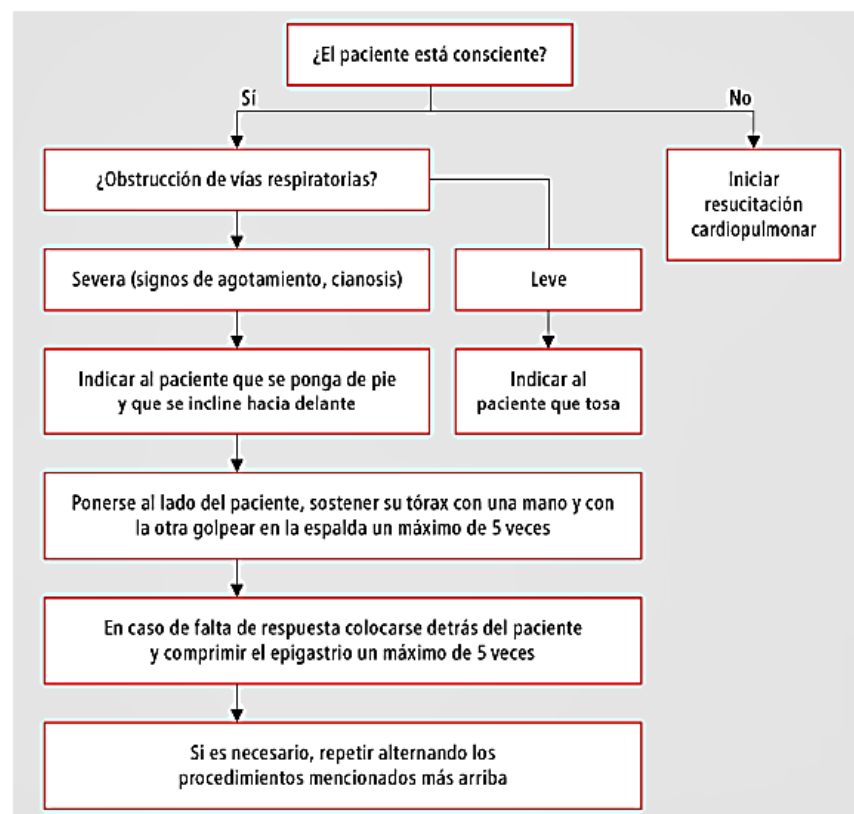 ¿El paciente está consciente?
Sí
No
¿Obstrucción de vías respiratorias?
Iniciar
resucitación
cardiopulmonar
Severa (signos de agotamiento, cianosis)
Leve
Indicar al paciente que se ponga de pie
y que se incline hacia delante
Indicar al
paciente que tosa
Ponerse al lado del paciente, sostener su tórax con una mano y con
la otra golpear en la espalda un máximo de 5 veces
En caso de falta de respuesta colocarse detrás del paciente
y comprimir el epigastrio un máximo de 5 veces
Si es necesario, repetir alternando los
procedimientos mencionados más arriba